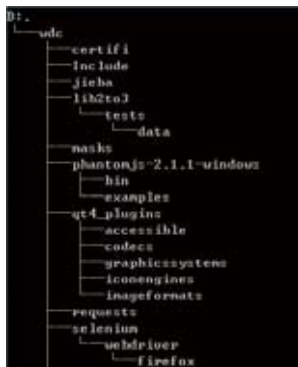 D:.
└──wdc
    ├──certifi
    ├──Include
    ├──jieba
    ├──lib2to3
    │  └──tests
    │      └──data
    ├──masks
    ├──phantomjs-2.1.1-windows
    │  ├──bin
    │  └──examples
    ├──qt4_plugins
    │  ├──accessible
    │  ├──codecs
    │  ├──graphicssystems
    │  ├──iconengines
    │  └──imageformats
    ├──requests
    ├──selenium
    │  └──webdriver
    │      └──firefox